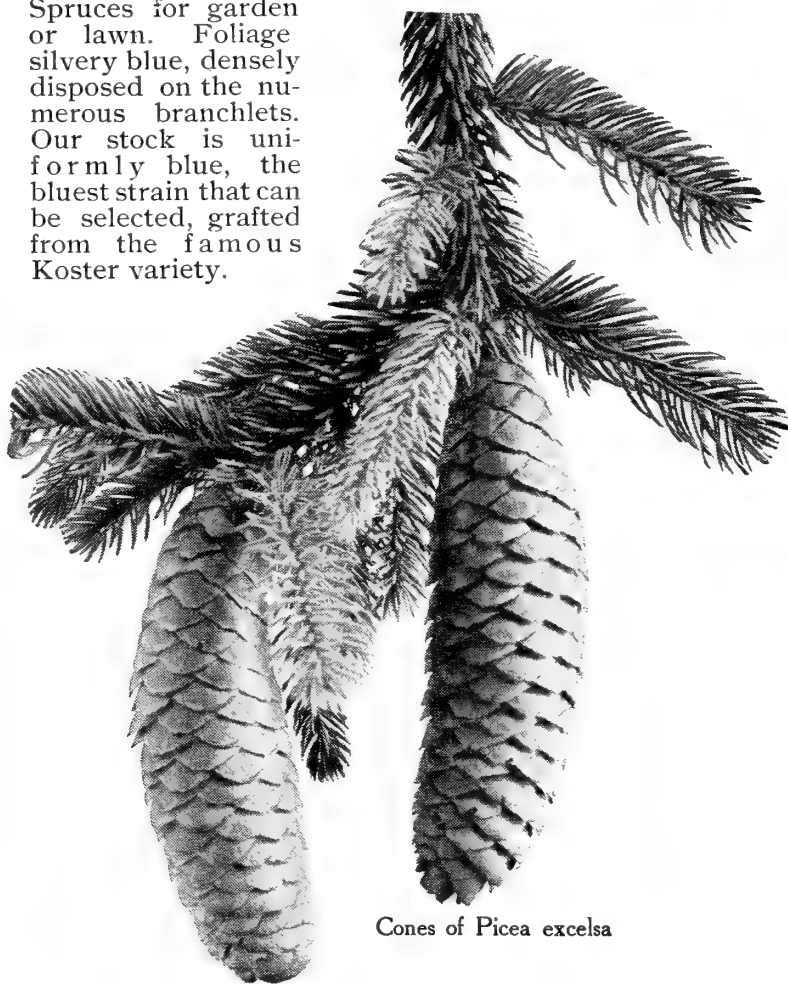 Spruces for garden
or lawn. Foliage
silvery blue, densely
disposed on the nu-
merous branchlets.
Our stock is uni-
formly blue, the
bluest strain that can
be selected, grafted
from the famous
Koster variety.
Cones of Picea excelsa